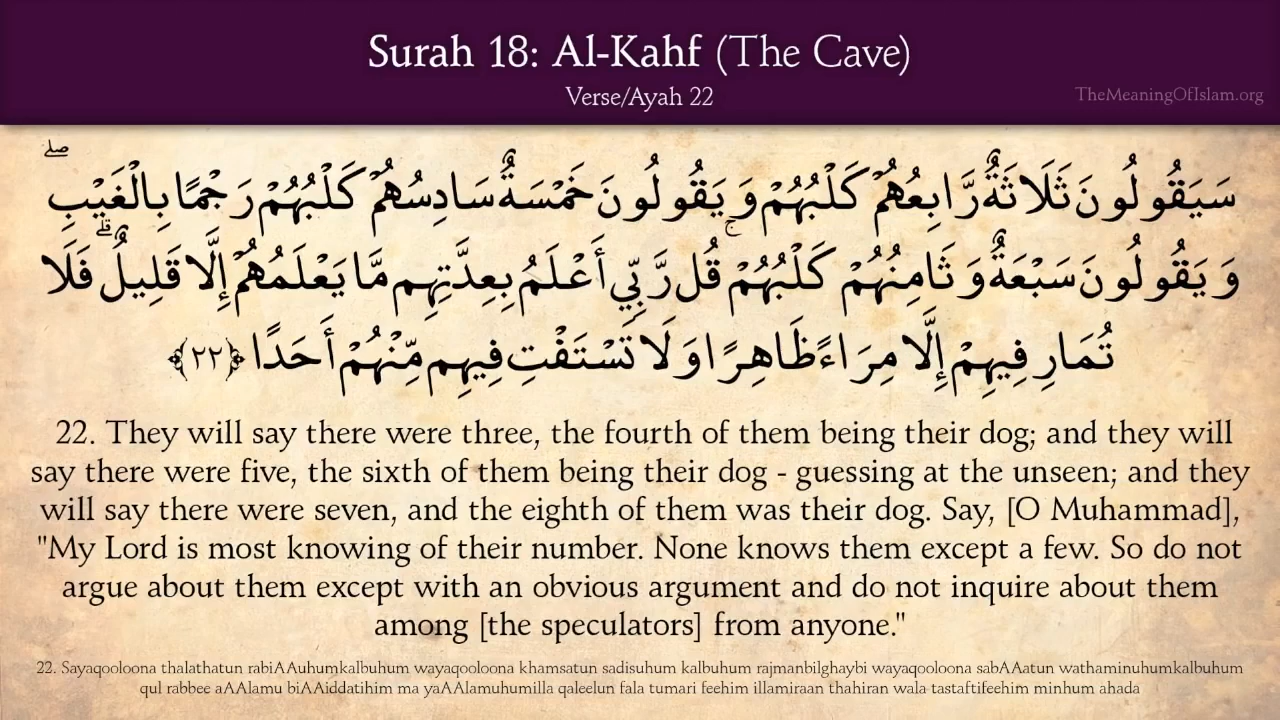 Surah 18: Al-Kahf (The Cave)
Verse/Ayah 22
TheMeaningOfIslam.org
سَيَقُولُونَ ثَلَاثَةٌ رَّابِعُهُمْ كَلْبُهُمْ وَيَقُولُونَ خَمْسَةٌ سَادِسُهُمْ كَلْبُهُمْ رَجْمًا بِالْغَيْبِ ۖ
وَيَقُولُونَ سَبْعَةٌ وَثَامِنُهُمْ كَلْبُهُمْ ۚ قُل رَّبِّي أَعْلَمُ بِعِدَّتِهِم مَّا يَعْلَمُهُمْ إِلَّا قَلِيلٌ ۗ فَلَا
تُمَارِ فِيهِمْ إِلَّا مِرَاءً ظَاهِرًا وَلَا تَسْتَفْتِ فِيهِم مِّنْهُمْ أَحَدًا ﴿٢٢﴾
22. They will say there were three, the fourth of them being their dog; and they will
say there were five, the sixth of them being their dog - guessing at the unseen; and they
will say there were seven, and the eighth of them was their dog. Say, [O Muhammad],
"My Lord is most knowing of their number. None knows them except a few. So do not
argue about them except with an obvious argument and do not inquire about them
among [the speculators] from anyone."
22. Sayaqooloona thalathatun rabiAAuhumkalbuhum wayaqooloona khamsatun sadisuhum kalbuhum rajmanbilghaybi wayaqooloona sabAAatun wathaminuhumkalbuhum
qul rabbee aAAlamu biAAiddatihim ma yaAAlamuhumilla qaleelun fala tumari feehim illamiraan thahiran wala tastaftifeehim minhum ahada